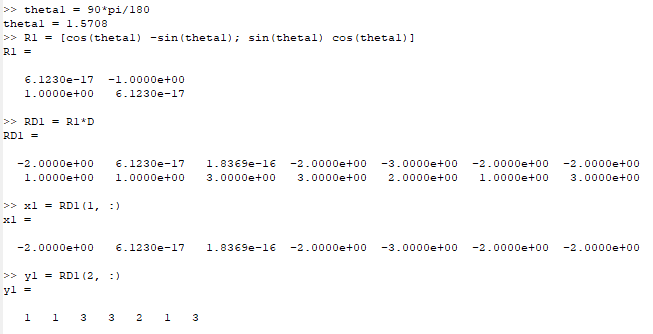 >> theta1 = 90*pi/180
theta1 = 1.5708
>> R1 = [cos(theta1) -sin(theta1); sin(theta1) cos(theta1)]
R1 =
6.1230e-17 -1.0000e+00
1.0000e+00 6.1230e-17
>> RD1 = R1*D
RD1 =
-2.0000e+00 6.1230e-17 1.8369e-16 -2.0000e+00 -3.0000e+00 -2.0000e+00 -2.0000e+00
1.0000e+00 1.0000e+00 3.0000e+00 3.0000e+00 2.0000e+00 1.0000e+00 3.0000e+00
>> x1 = RD1(1, :)
x1 =
-2.0000e+00 6.1230e-17 1.8369e-16 -2.0000e+00 -3.0000e+00 -2.0000e+00 -2.0000e+00
>> y1 = RD1(2, :)
y1 =
1 1 3 3 2 1 3